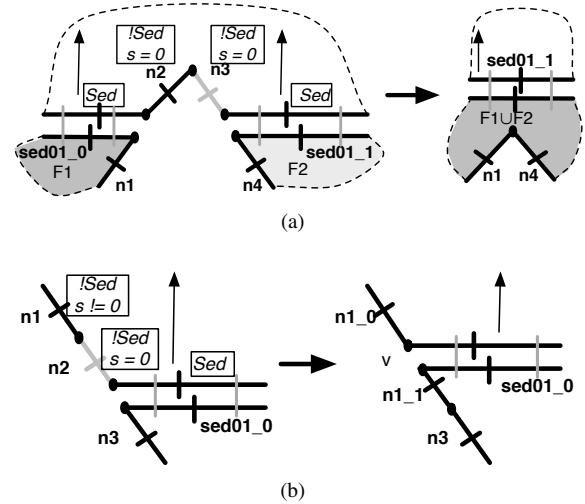 !Sed
s = 0
n2
!Sed
s = 0
n3
Sed
Sed
sed01_0
F1
n1
n4
F2
sed01_1
sed01_1
F1∪F2
n1
n4
(a)
!Sed
s != 0
n1
!Sed
s = 0
n2
Sed
n3
sed01_0
n1_0
v
n1_1
sed01_0
n3
(b)